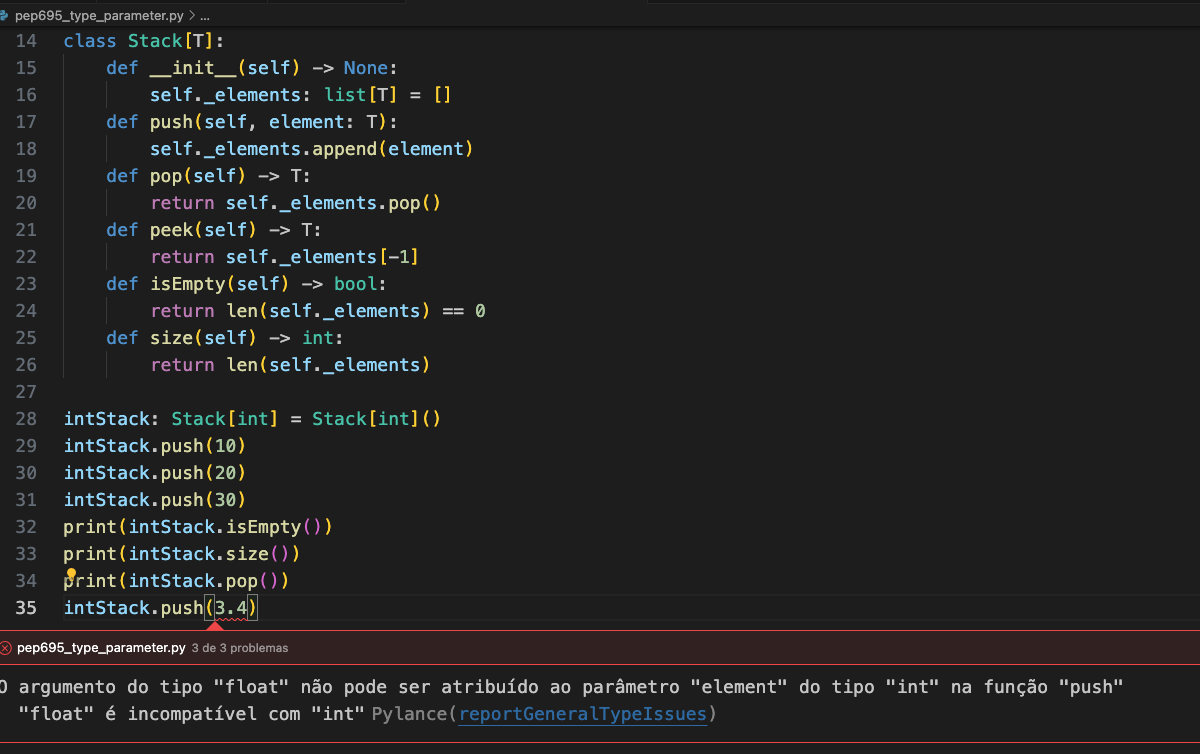 pep695_type_parameter.py > ...
14 class Stack[T]:
15     def __init__(self) -> None:
16         self._elements: list[T] = []
17     def push(self, element: T):
18         self._elements.append(element)
19     def pop(self) -> T:
20         return self._elements.pop()
21     def peek(self) -> T:
22         return self._elements[-1]
23     def isEmpty(self) -> bool:
24         return len(self._elements) == 0
25     def size(self) -> int:
26         return len(self._elements)
27
28 intStack: Stack[int] = Stack[int]()
29 intStack.push(10)
30 intStack.push(20)
31 intStack.push(30)
32 print(intStack.isEmpty())
33 print(intStack.size())
34 print(intStack.pop())
35 intStack.push(3.4)
pep695_type_parameter.py 3 de 3 problemas
O argumento do tipo "float" não pode ser atribuído ao parâmetro "element" do tipo "int" na função "push"
"float" é incompatível com "int" Pylance(reportGeneralTypeIssues)